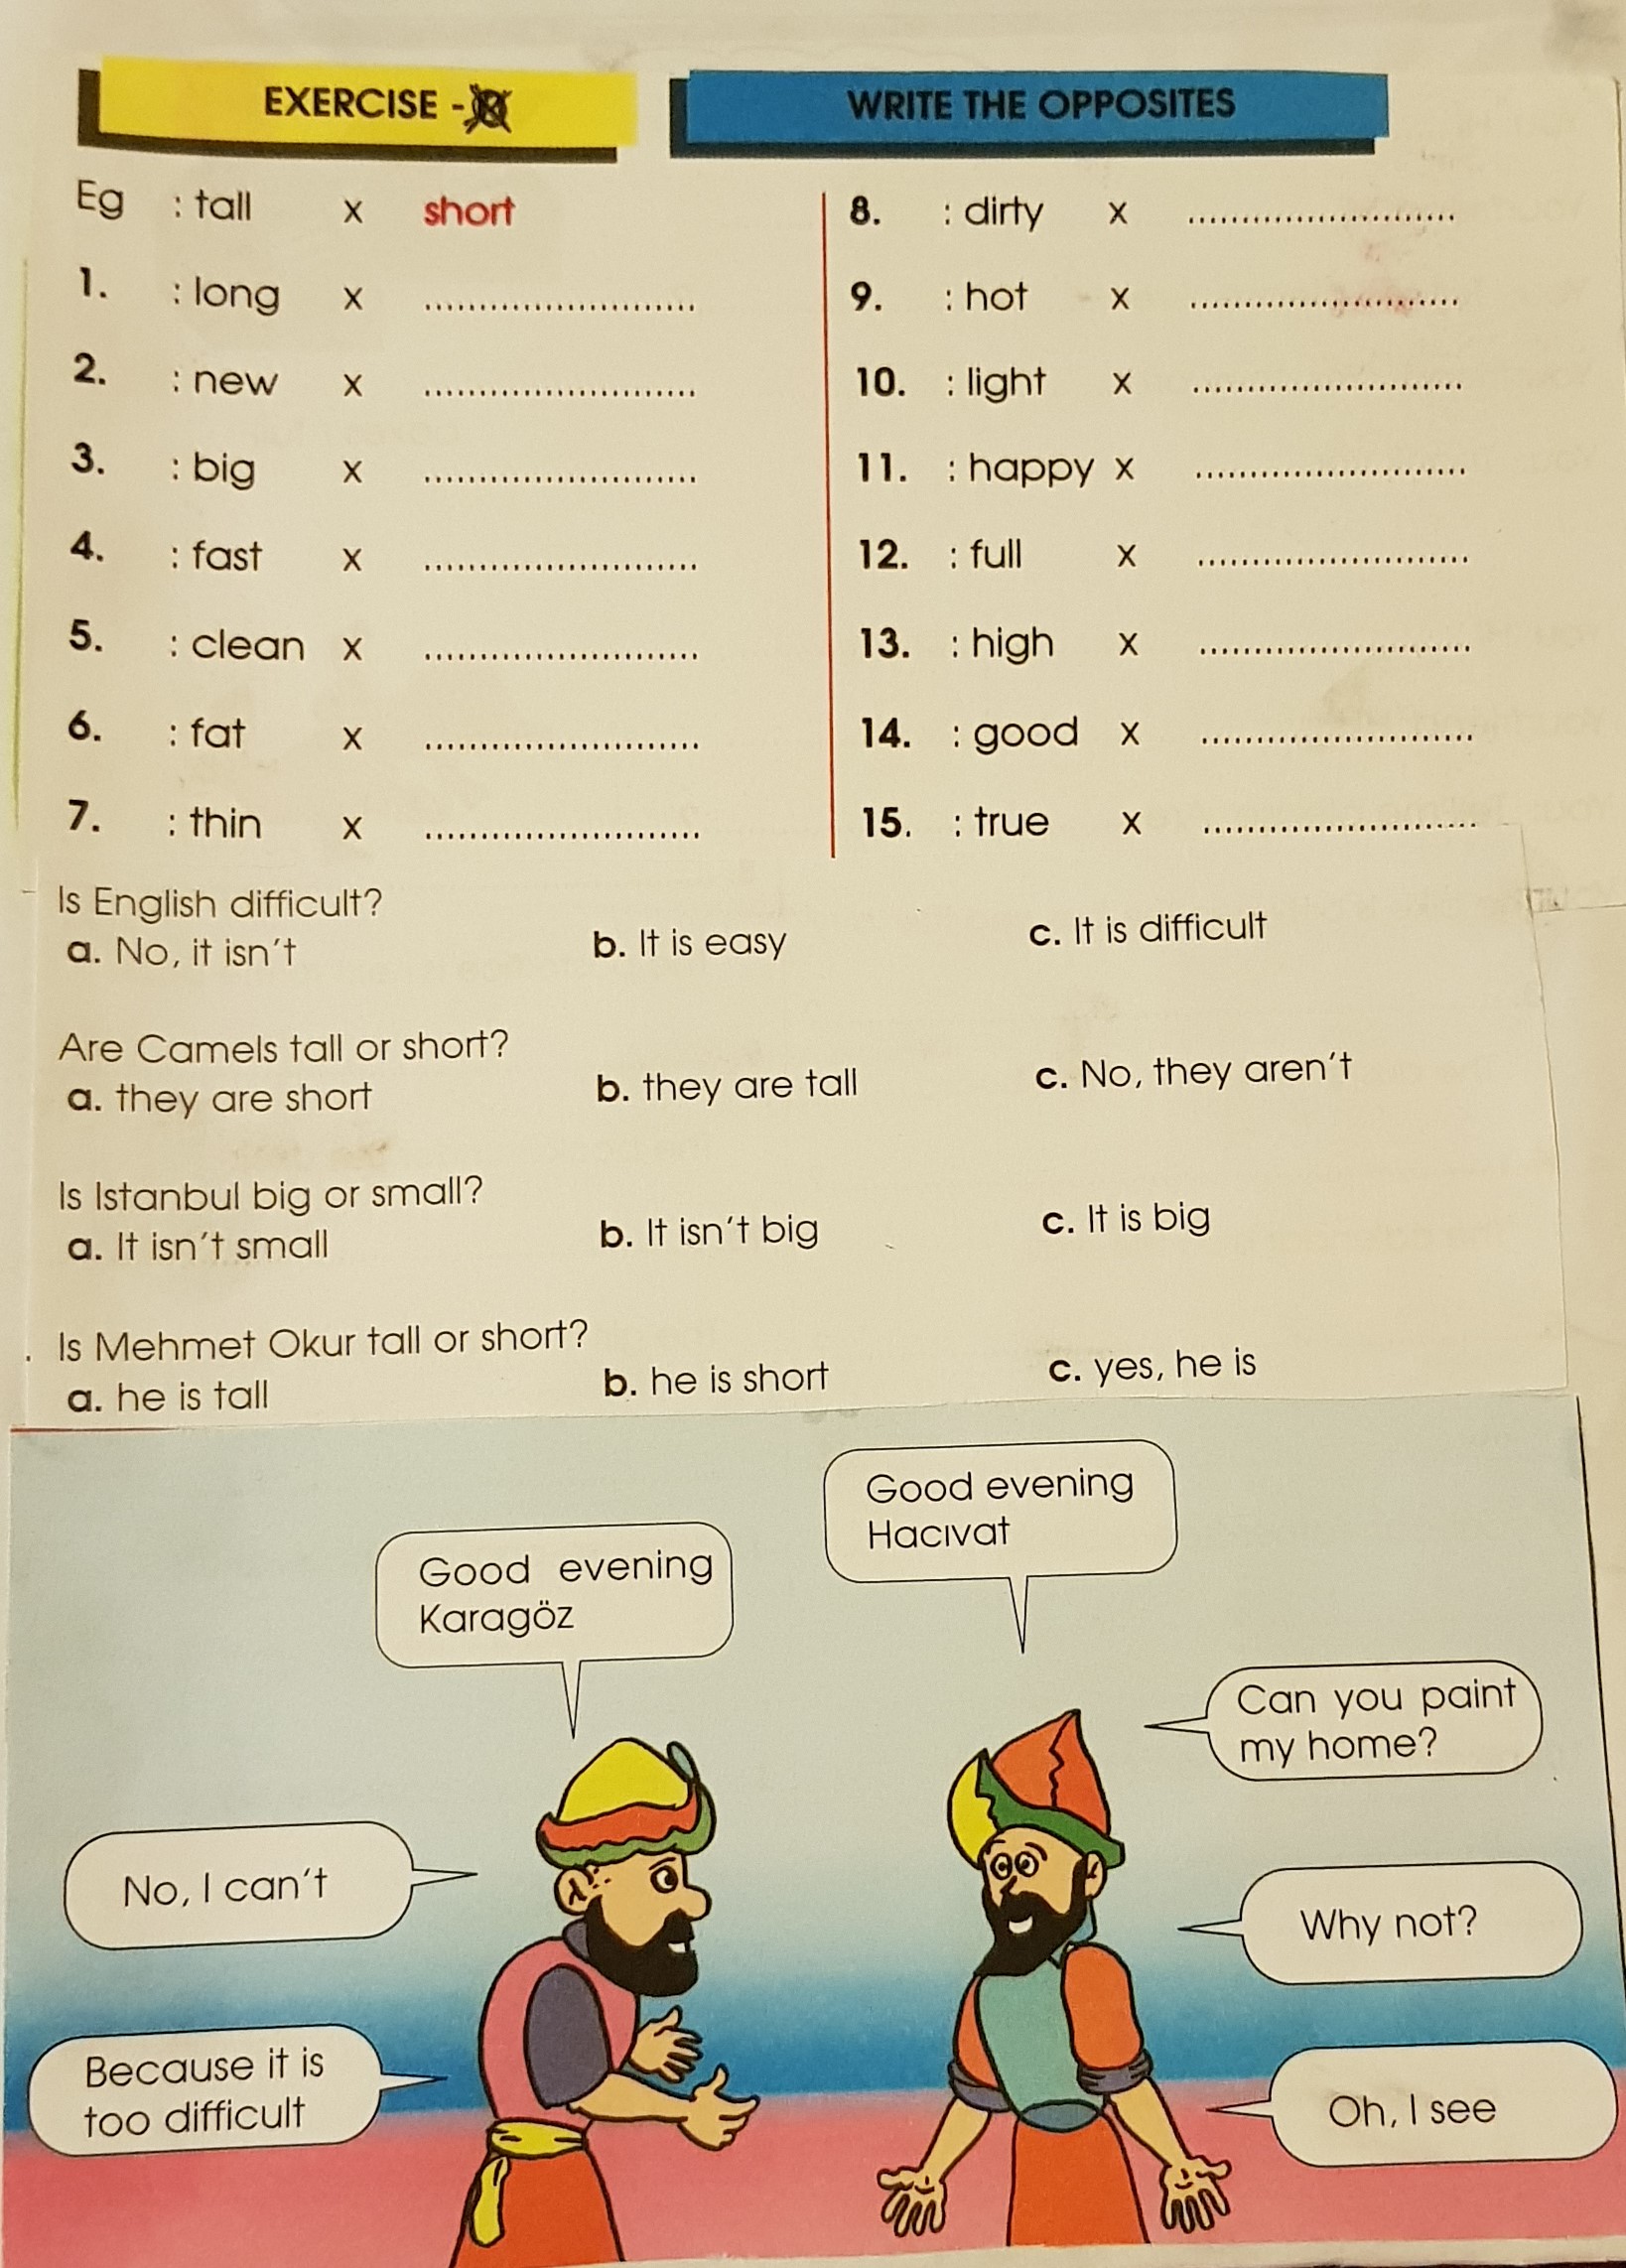 EXERCISE -
WRITE THE OPPOSITES
Eg : tall x short
1. : long x ..........................
2. : new x ..........................
3. : big x ..........................
4. : fast x ..........................
5. : clean x ..........................
6. : fat x ..........................
7. : thin x ..........................
8. : dirty x ..........................
9. : hot x ..........................
10. : light x ..........................
11. : happy x ..........................
12. : full x ..........................
13. : high x ..........................
14. : good x ..........................
15. : true x ..........................
Is English difficult?
a. No, it isn't b. It is easy c. It is difficult
Are Camels tall or short?
a. they are short b. they are tall c. No, they aren't
Is Istanbul big or small?
a. It isn't small b. It isn't big c. It is big
. Is Mehmet Okur tall or short?
a. he is tall b. he is short c. yes, he is
Good evening
Karagöz
Good evening
Hacıvat
Can you paint
my home?
No, I can't
Why not?
Because it is
too difficult
Oh, I see